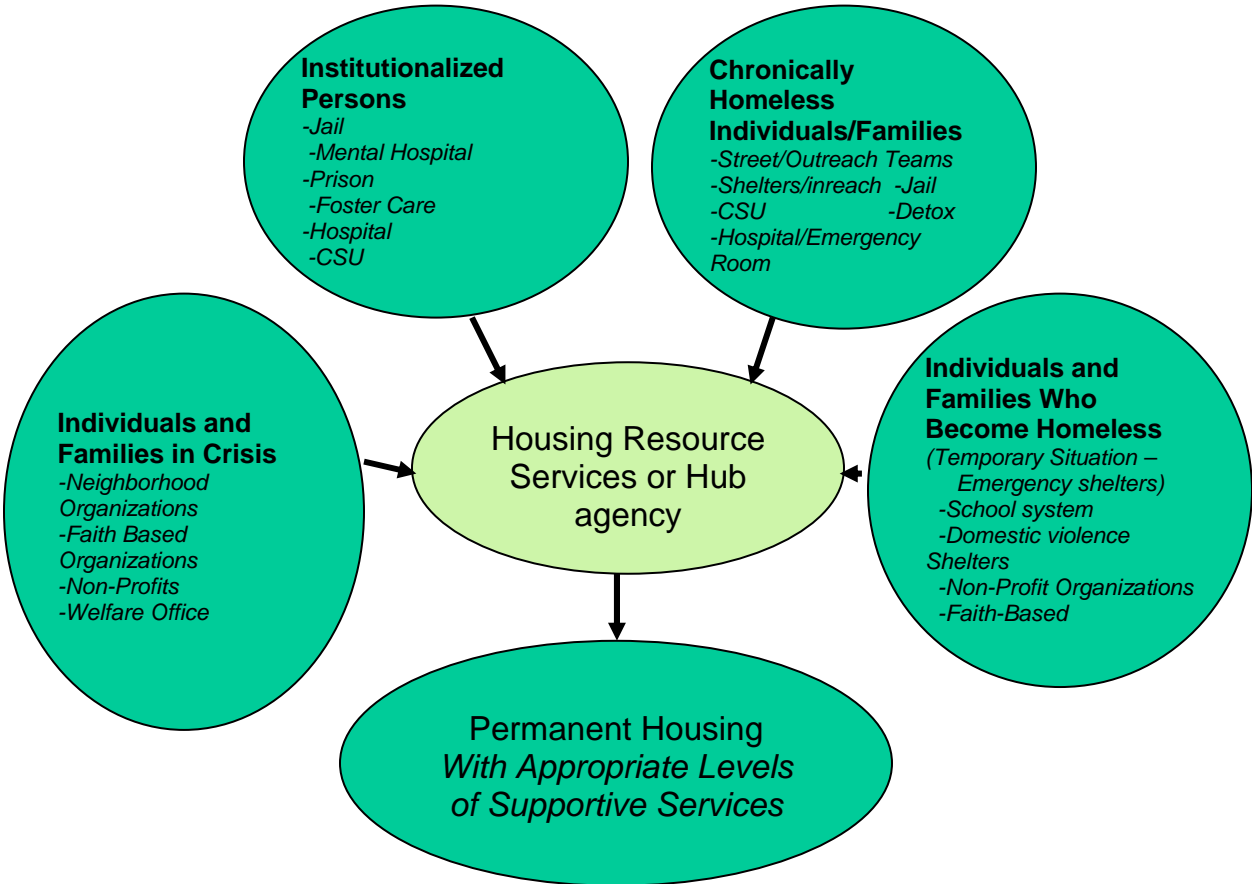 Institutionalized
Persons
-Jail
-Mental Hospital
-Prison
-Foster Care
-Hospital
-CSU
Chronically
Homeless
Individuals/Families
-Street/Outreach Teams
-Shelters/inreach -Jail
-CSU -Detox
-Hospital/Emergency
Room
Individuals and
Families in Crisis
-Neighborhood
Organizations
-Faith Based
Organizations
-Non-Profits
-Welfare Office
Housing Resource
Services or Hub
agency
Individuals and
Families Who
Become Homeless
(Temporary Situation –
Emergency shelters)
-School system
-Domestic violence
Shelters
-Non-Profit Organizations
-Faith-Based
Permanent Housing
With Appropriate Levels
of Supportive Services